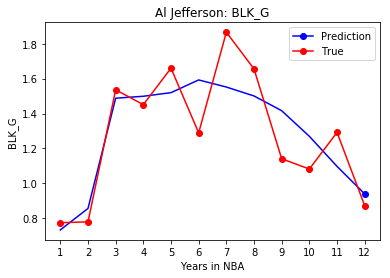 Al Jefferson: BLK_G
Prediction
True
BLK_G
1.8
1.6
1.4
1.2
1.0
0.8
1 2 3 4 5 6 7 8 9 10 11 12
Years in NBA